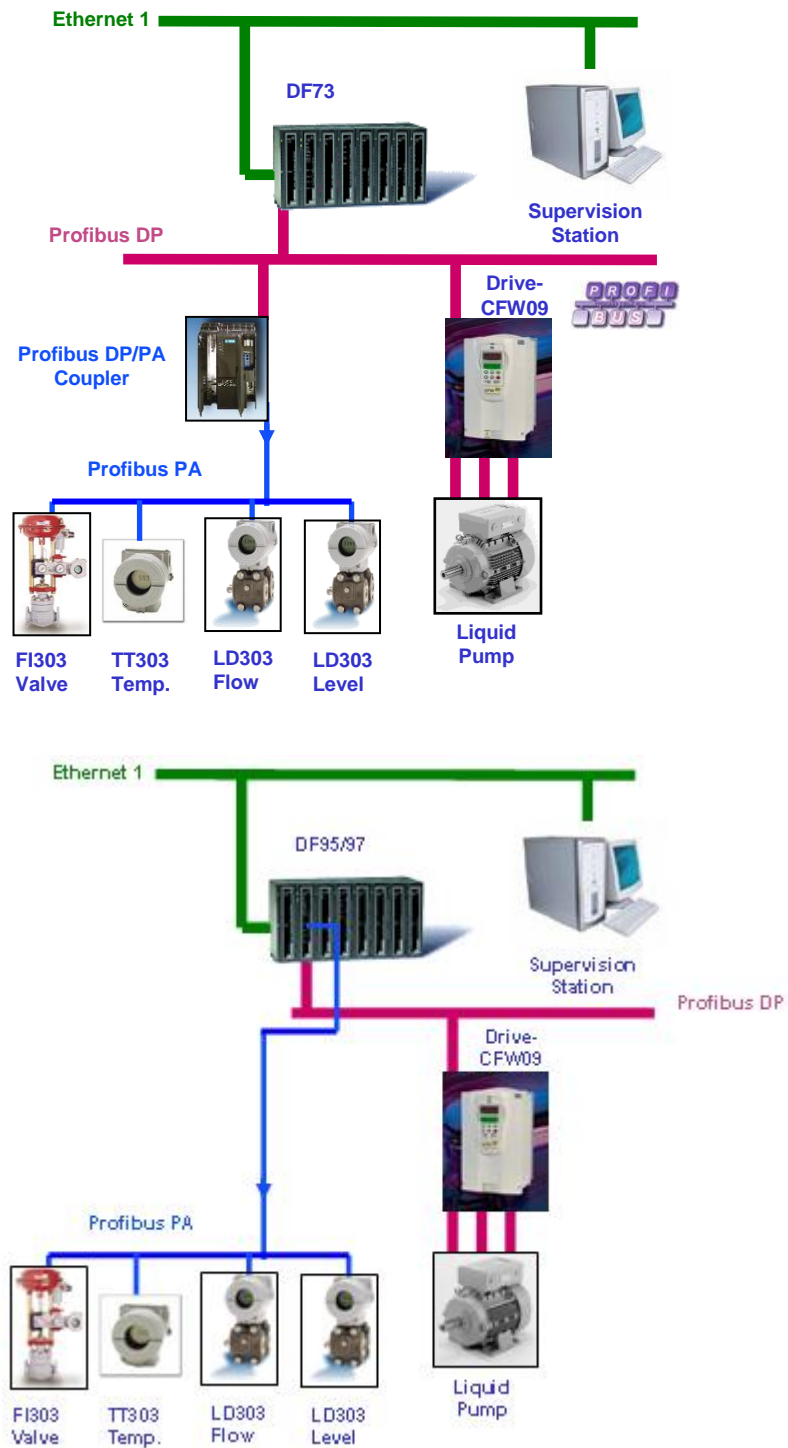 Ethernet 1
DF73
Supervision
Station
Profibus DP
Drive-
CFW09
PROFI
BUS
Profibus DP/PA
Coupler
Profibus PA
FI303
Valve
TT303
Temp.
LD303
Flow
LD303
Level
Liquid
Pump
Ethernet 1
DF95/97
Supervision
Station
Profibus DP
Drive-
CFW09
Profibus PA
FI303
Valve
TT303
Temp.
LD303
Flow
LD303
Level
Liquid
Pump